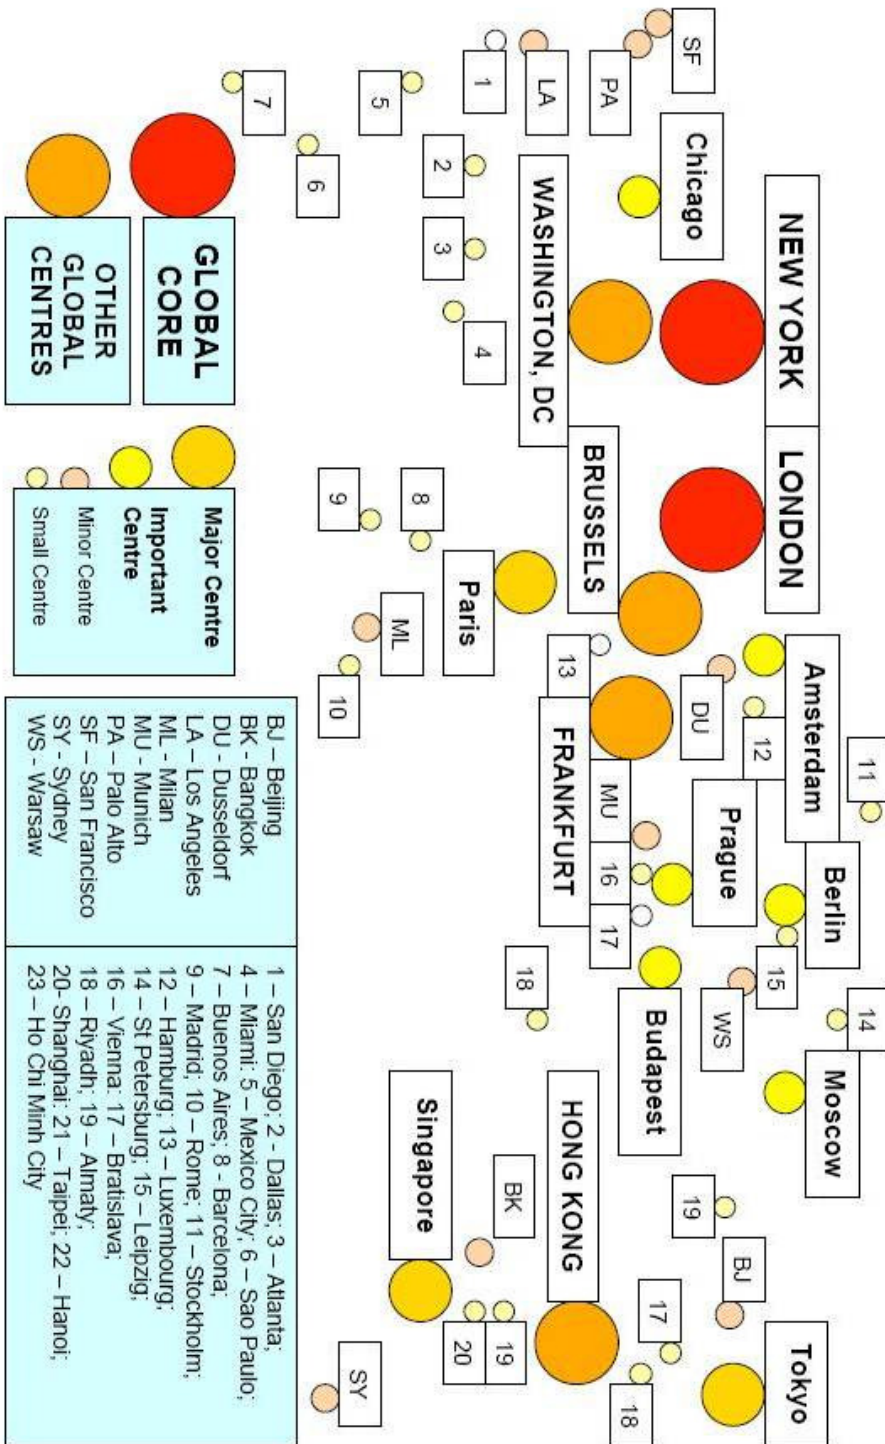 11
14
Berlin
Moscow
Amsterdam
NEW YORK
LONDON
Tokyo
15
12
BJ
Prague
WS
SF
Chicago
DU
19
17
Budapest
18
PA
MU
16
17
BRUSSELS
HONG KONG
13
FRANKFURT
LA
WASHINGTON, DC
18
BK
19
1
4
20
Paris
2
3
8
Singapore
ML
5
SY
9
10
6
7
GLOBAL
CORE
OTHER
GLOBAL
CENTRES
Major Centre
Important
Centre
Minor Centre
Small Centre
BJ – Beijing
BK - Bangkok
DU - Dusseldorf
LA – Los Angeles
ML - Milan
MU - Munich
PA – Palo Alto
SF – San Francisco
SY - Sydney
WS - Warsaw
1 – San Diego; 2 - Dallas; 3 – Atlanta;
4 – Miami: 5 – Mexico City: 6 – Sao Paulo;
7 – Buenos Aires; 8 - Barcelona;
9 – Madrid; 10 – Rome; 11 – Stockholm;
12 – Hamburg; 13 – Luxembourg;
14 – St Petersburg; 15 – Leipzig;
16 – Vienna: 17 – Bratislava;
18 – Riyadh; 19 – Almaty;
20- Shanghai: 21 – Taipei; 22 – Hanoi;
23 – Ho Chi Minh City